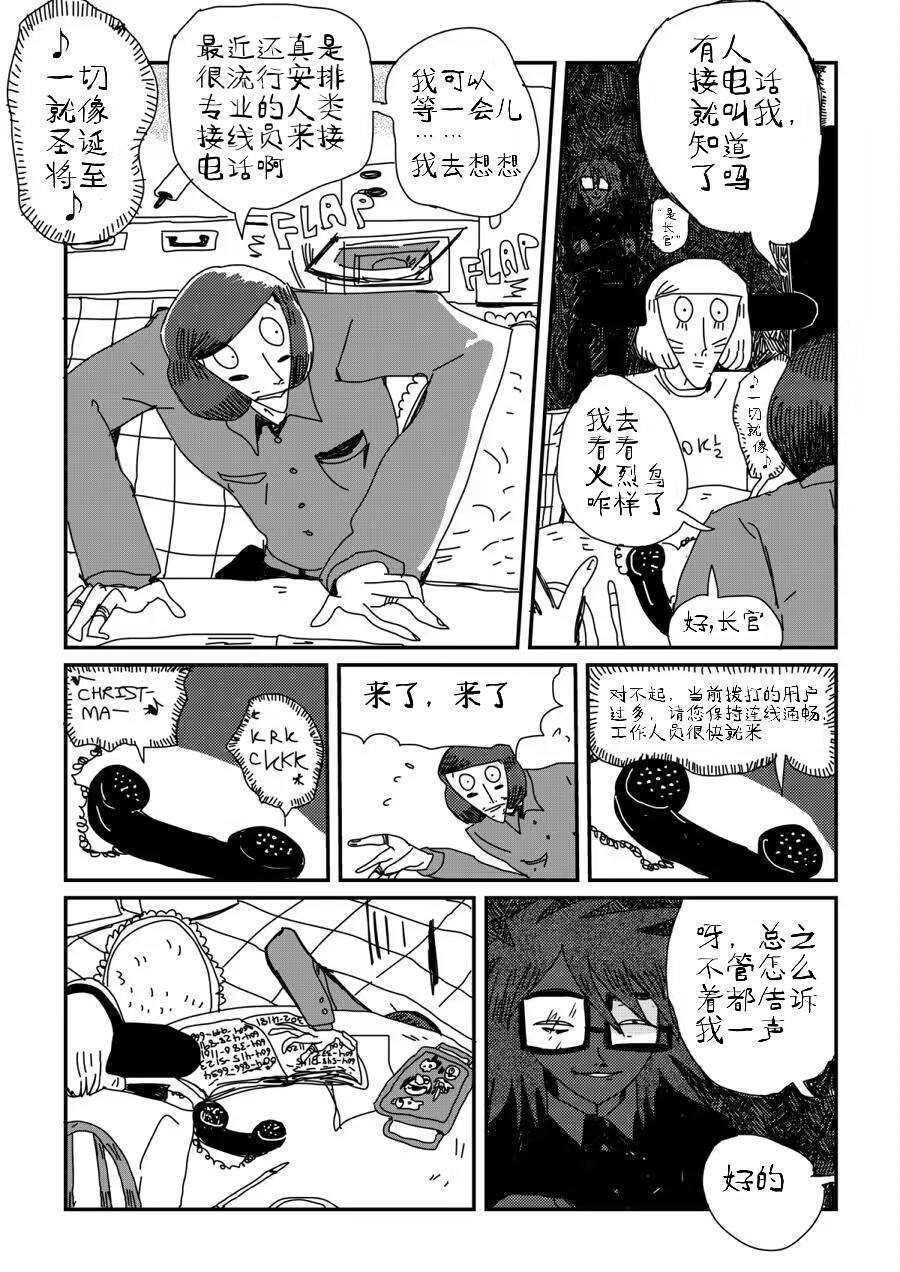 ♪
一切
就像
圣诞
将至
♪
最近还真是
很流行安排
专业的人类
接线员来接
电话啊
我可以
等一会儿
……
我去想想
FLAP
FLAP
有人
接电话
就叫我，
知道
了吗
“是
长官”
♪
一切就像
♪
我去
看看
火烈鸟
咋样了
OK
好，长官
CHRIST-
MA—
KRK
CKKK
来了，来了
对不起，当前拨打的用户
过多，请您保持连线通畅，
工作人员很快就来
呀，总之
不管怎么
着都告诉
我一声
好的